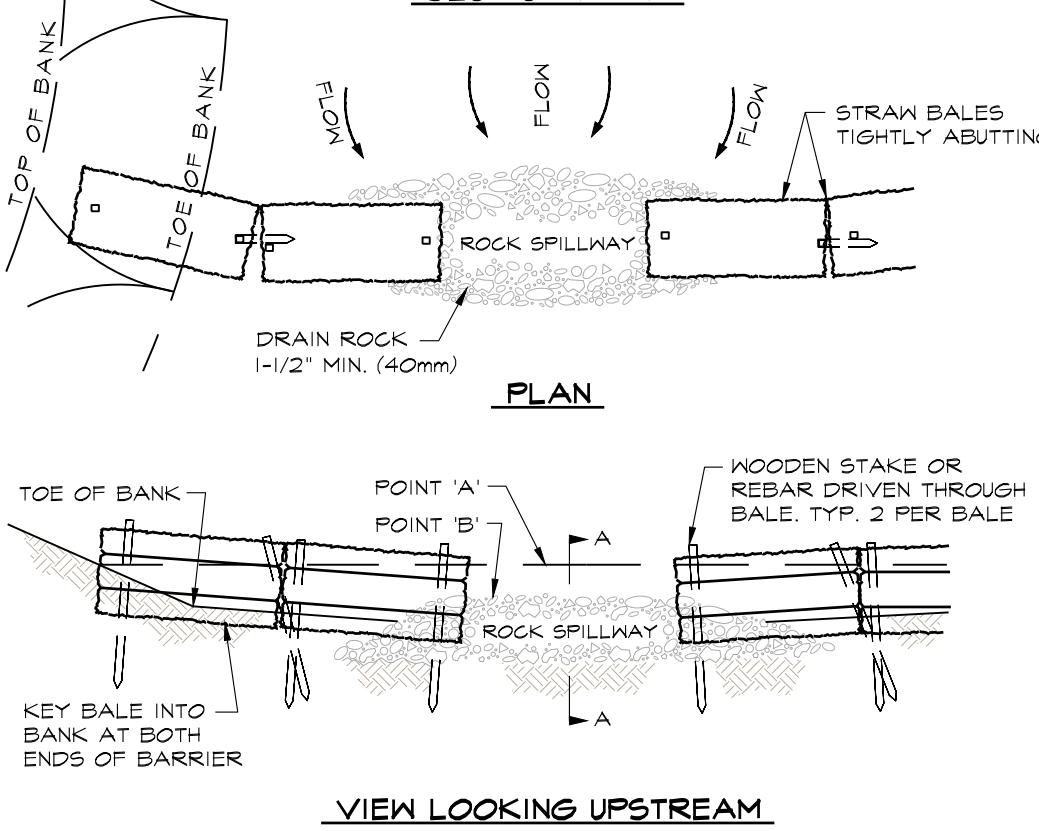 TOP OF BANK
TOE OF BANK
FLOW
FLOW
FLOW
STRAW BALES
TIGHTLY ABUTTING
ROCK SPILLWAY
DRAIN ROCK
1-1/2" MIN. (40mm)
PLAN
TOE OF BANK
POINT 'A'
POINT 'B'
A
WOODEN STAKE OR
REBAR DRIVEN THROUGH
BALE. TYP. 2 PER BALE
ROCK SPILLWAY
A
KEY BALE INTO
BANK AT BOTH
ENDS OF BARRIER
VIEW LOOKING UPSTREAM